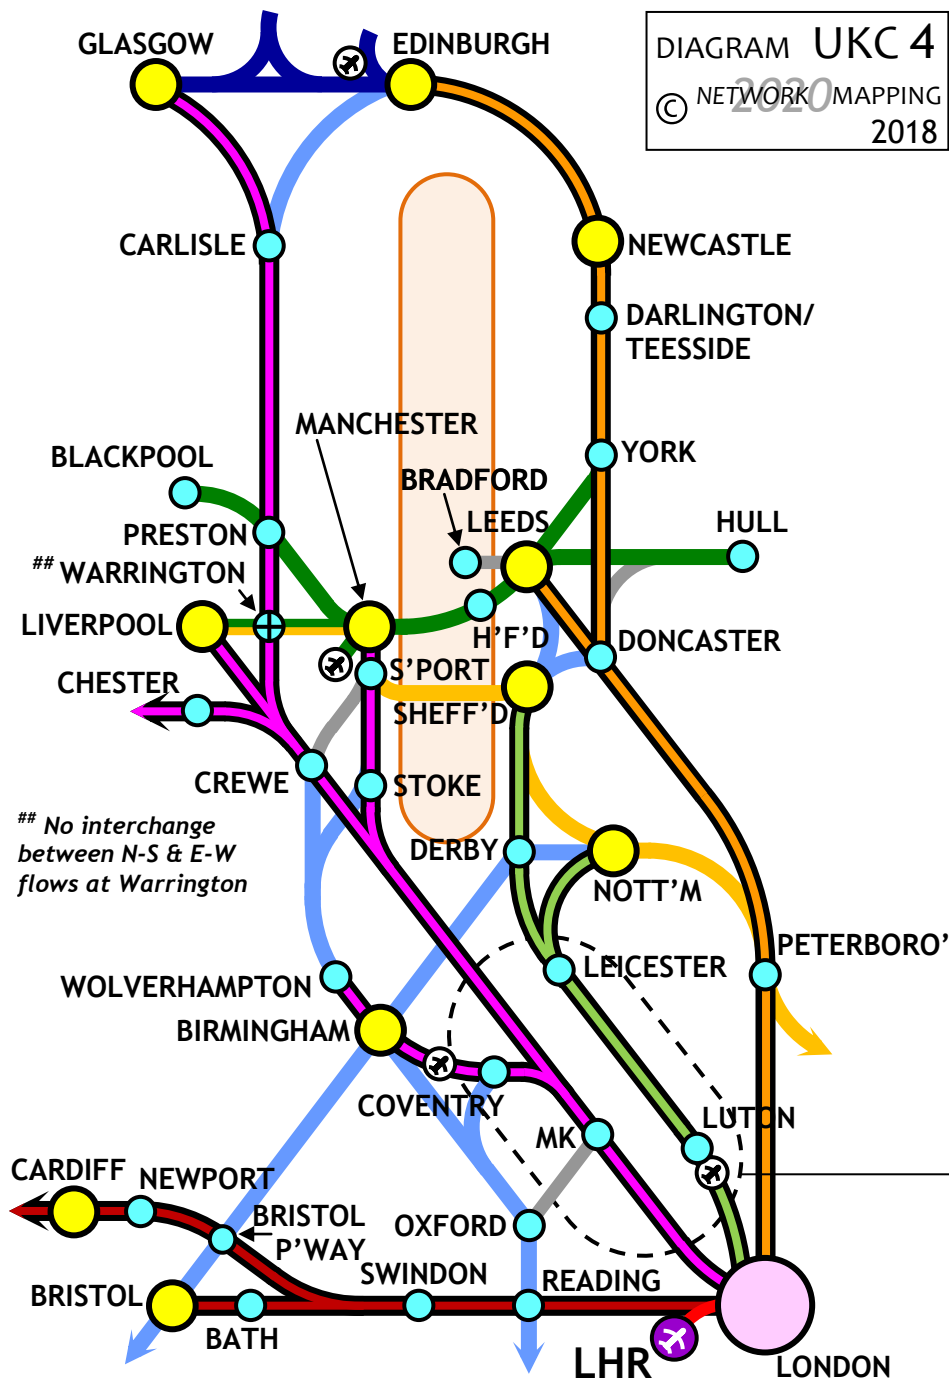 GLASGOW
EDINBURGH
DIAGRAM UKC 4
© NETWORK 2020 MAPPING
2018
CARLISLE
NEWCASTLE
DARLINGTON/
TEESSIDE
MANCHESTER
BLACKPOOL
YORK
BRADFORD
LEEDS
HULL
PRESTON
## WARRINGTON
LIVERPOOL
H'F'D
DONCASTER
S'PORT
CHESTER
SHEFF'D
CREWE
STOKE
## No interchange
between N-S & E-W
flows at Warrington
DERBY
NOTT'M
PETERBORO'
LEICESTER
WOLVERHAMPTON
BIRMINGHAM
COVENTRY
LUTON
MK
CARDIFF
NEWPORT
BRISTOL
P'WAY
OXFORD
SWINDON
READING
BRISTOL
BATH
LHR
LONDON